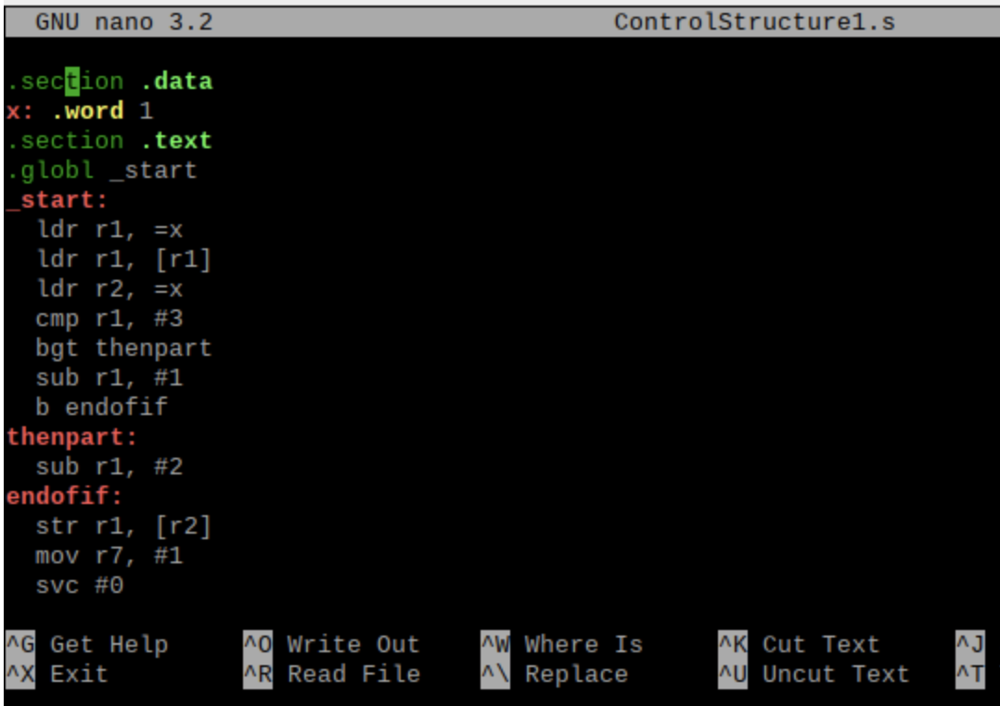 GNU nano 3.2 ControlStructure1.s
.section .data
x: .word 1
.section .text
.globl _start
_start:
  ldr r1, =x
  ldr r1, [r1]
  ldr r2, =x
  cmp r1, #3
  bgt thenpart
  sub r1, #1
  b endofif
thenpart:
  sub r1, #2
endofif:
  str r1, [r2]
  mov r7, #1
  svc #0
^G Get Help ^O Write Out ^W Where Is ^K Cut Text ^J
^X Exit ^R Read File ^\ Replace ^U Uncut Text ^T